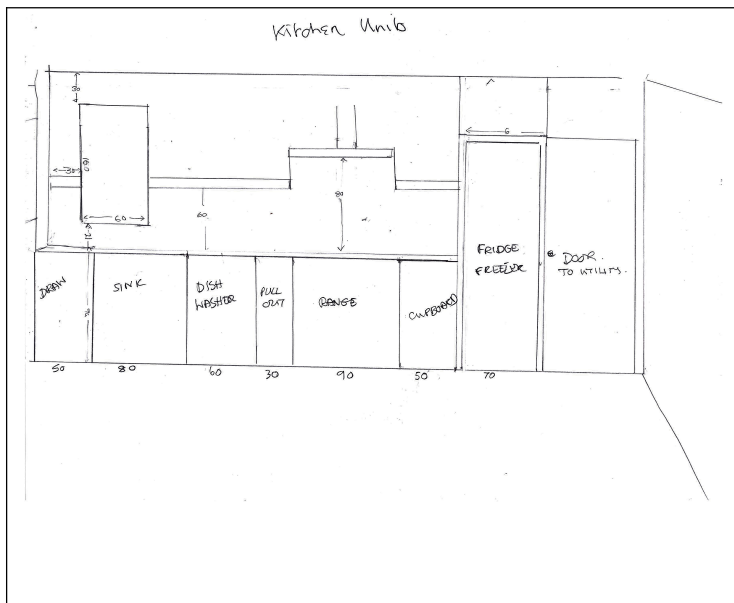 Kitchen Units
30
6
30
60
80
60
DRAW
SINK
DISH
WASHER
PULL
OUT
RANGE
CUPBOARD
FRIDGE
FREEZER
DOOR.
TO UTILITY.
50
80
60
30
90
50
70